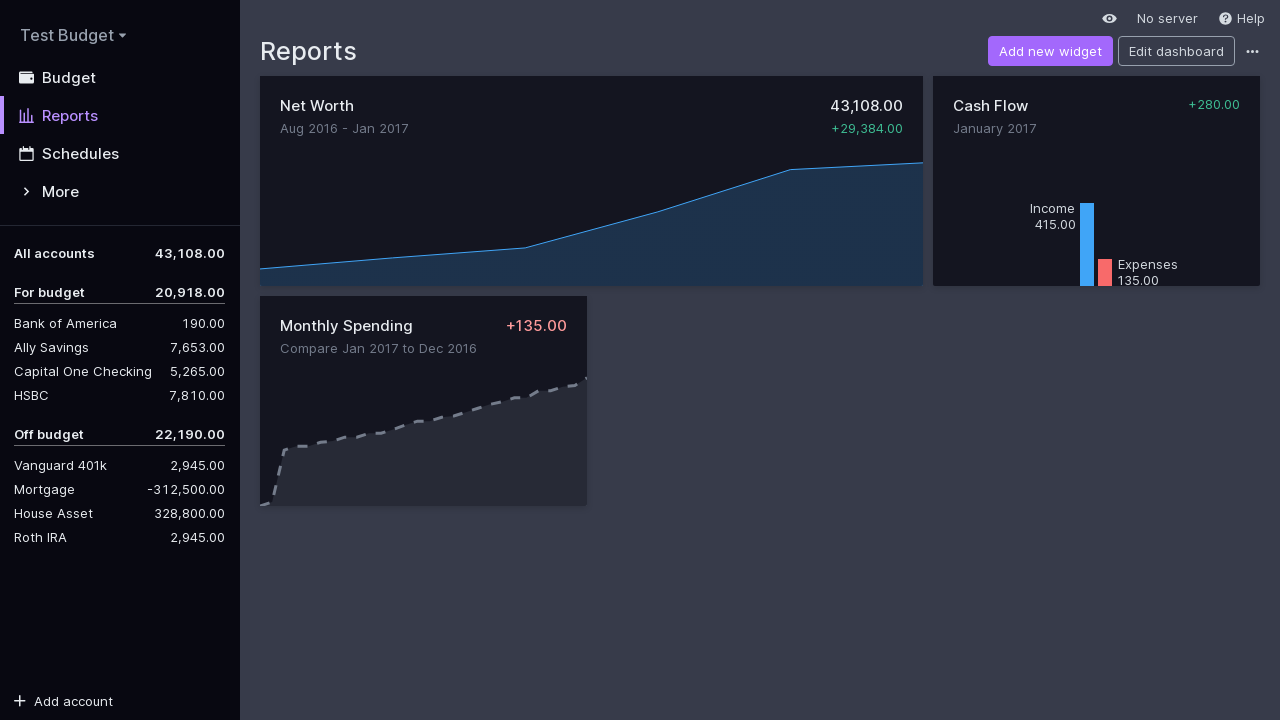 Test Budget
Budget
Reports
Schedules
More
All accounts 43,108.00
For budget 20,918.00
Bank of America 190.00
Ally Savings 7,653.00
Capital One Checking 5,265.00
HSBC 7,810.00
Off budget 22,190.00
Vanguard 401k 2,945.00
Mortgage -312,500.00
House Asset 328,800.00
Roth IRA 2,945.00
Add account
No server
Help
Reports
Add new widget
Edit dashboard
Net Worth 43,108.00
Aug 2016 - Jan 2017 +29,384.00
Cash Flow +280.00
January 2017
Income
415.00
Expenses
135.00
Monthly Spending +135.00
Compare Jan 2017 to Dec 2016